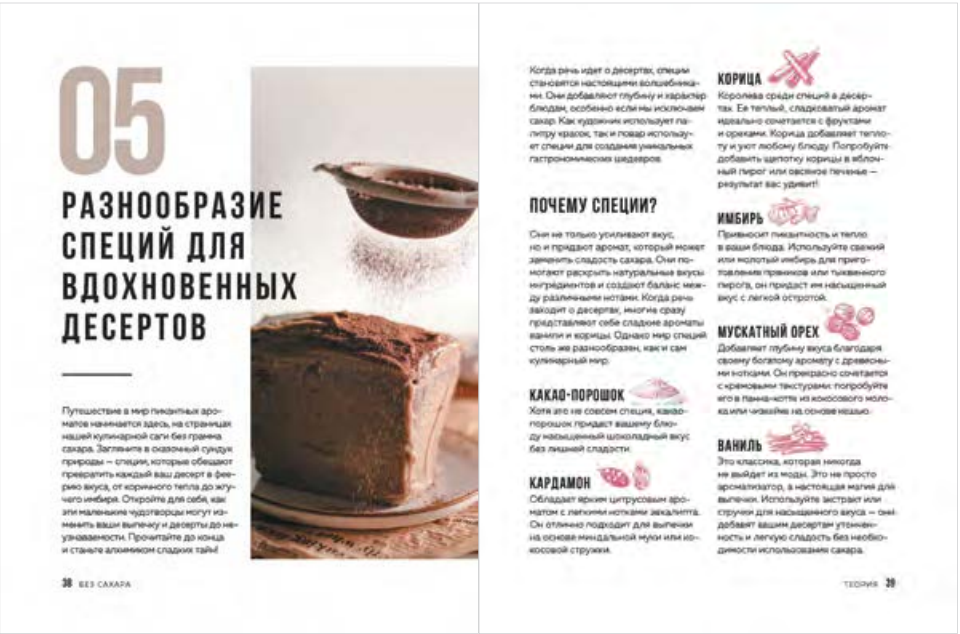 05
РАЗНООБРАЗИЕ
СПЕЦИЙ ДЛЯ
ВДОХНОВЕННЫХ
ДЕСЕРТОВ
Путешествие в мир пикантных аро-
матов начинается здесь, на страницах
нашей кулинарной саги без грамма
сахара. Загляните в сказочный сундук
природы — специи, которые обещают
превратить каждый ваш десерт в фее-
рию вкуса, от коричного тепла до жгу-
чего имбиря. Откройте для себя, как
эти маленькие чудотворцы могут из-
менить ваши выпечку и десерты до не-
узнаваемости. Прочитайте до конца
и станьте алхимиком сладких тайн!
38 БЕЗ САХАРА
Когда речь идет о десертах, специи
становятся настоящими волшебника-
ми. Они добавляют глубину и характер
блюдам, особенно если мы исключаем
сахар. Как художник использует па-
литру красок, так и повар использу-
ет специи для создания уникальных
гастрономических шедевров.
ПОЧЕМУ СПЕЦИИ?
Они не только усиливают вкус,
но и придают аромат, который может
заменить сладость сахара. Они по-
могают раскрыть натуральные вкусы
ингредиентов и создают баланс меж-
ду различными нотами. Когда речь
заходит о десертах, многие сразу
представляют себе сладкие ароматы
ванили и корицы. Однако мир специй
столь же разнообразен, как и сам
кулинарный мир.
КАКАО-ПОРОШОК
Хотя это не совсем специя, какао-
порошок придаст вашему блю-
ду насыщенный шоколадный вкус
без лишней сладости.
КАРДАМОН
Обладает ярким цитрусовым аро-
матом с легкими нотками эвкалипта.
Он отлично подходит для выпечки
на основе миндальной муки или ко-
косовой стружки.
КОРИЦА
Королева среди специй в десер-
тах. Ее теплый, сладковатый аромат
идеально сочетается с фруктами
и орехами. Корица добавляет тепло-
ту и уют любому блюду. Попробуйте
добавить щепотку корицы в яблоч-
ный пирог или овсяное печенье —
результат вас удивит!
ИМБИРЬ
Привносит пикантность и тепло
в ваши блюда. Используйте свежий
или молотый имбирь для приго-
товления пряников или тыквенного
пирога, он придаст им насыщенный
вкус с легкой остротой.
МУСКАТНЫЙ ОРЕХ
Добавляет глубину вкуса благодаря
своему богатому аромату с древесны-
ми нотками. Он прекрасно сочетается
с кремовыми текстурами: попробуйте
его в панна-котте из кокосового моло-
ка или чизкейке на основе кешью.
ВАНИЛЬ
Это классика, которая никогда
не выйдет из моды. Это не просто
ароматизатор, а настоящая магия для
выпечки. Используйте экстракт или
стручки для насыщенного вкуса — они
добавят вашим десертам утончен-
ность и легкую сладость без необхо-
димости использования сахара.
ТЕОРИЯ 39